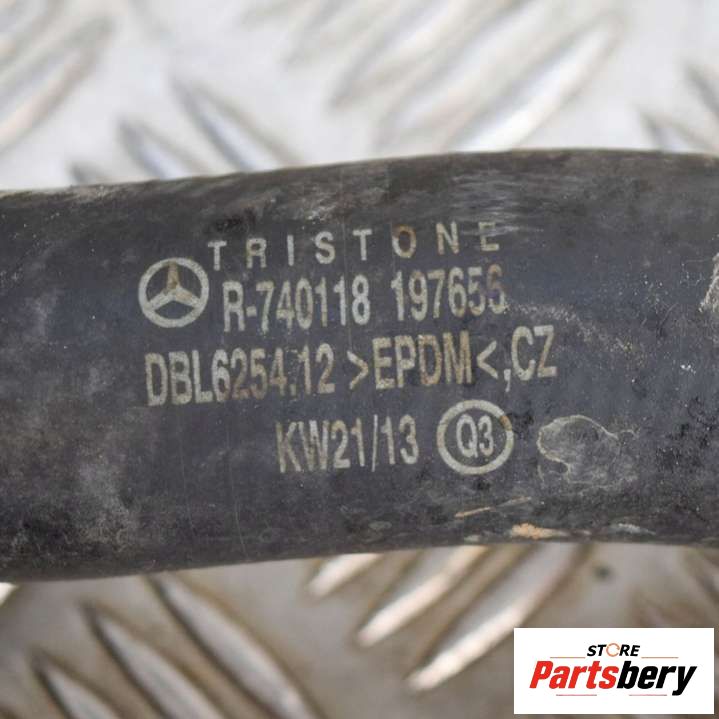 TRISTONE
R-740118 197656
DBL6254.12 >EPDM<,CZ
KW21/13 Q3
STORE
Partsbery